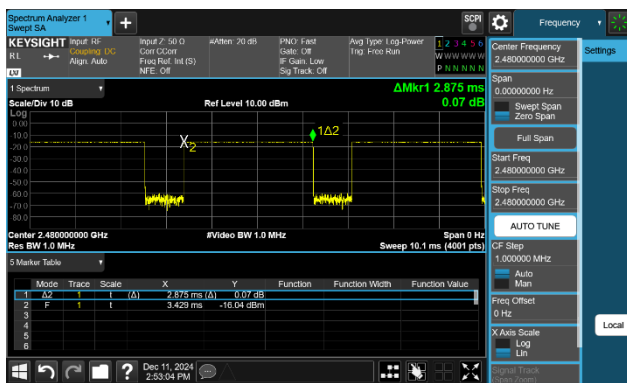 Spectrum Analyzer 1
Swept SA
+
SCPI
Frequency
KEYSIGHT
Input: RF
Coupling: DC
Align: Auto
RL
Input Z: 50 Ω
Corr CCorr
Freq Ref: Int (S)
NFE: Off
#Atten: 20 dB
PNO: Fast
Gate: Off
IF Gain: Low
Sig Track: Off
Avg Type: Log-Power
Trig: Free Run
1 2 3 4 5 6
W W W W W W
P N N N N N
LXI
1 Spectrum
Scale/Div 10 dB
Log
Ref Level 10.00 dBm
ΔMkr1 2.875 ms
0.07 dB
0.00
-10.0
-20.0
-30.0
-40.0
-50.0
-60.0
-70.0
-80.0
X2
1Δ2
Center 2.480000000 GHz
Res BW 1.0 MHz
#Video BW 1.0 MHz
Span 0 Hz
Sweep 10.1 ms (4001 pts)
5 Marker Table
Mode Trace Scale X Y Function Function Width Function Value
1 Δ2 1 t (Δ) 2.875 ms (Δ) 0.07 dB
2 F 1 t 3.429 ms -16.04 dBm
3
4
5
6
Center Frequency
2.480000000 GHz
Settings
Span
0.00000000 Hz
Swept Span
Zero Span
Full Span
Start Freq
2.480000000 GHz
Stop Freq
2.480000000 GHz
AUTO TUNE
CF Step
1.000000 MHz
Auto
Man
Freq Offset
0 Hz
X Axis Scale
Log
Lin
Local
Signal Track
(Span Zoom)
?
Dec 11, 2024
2:53:04 PM